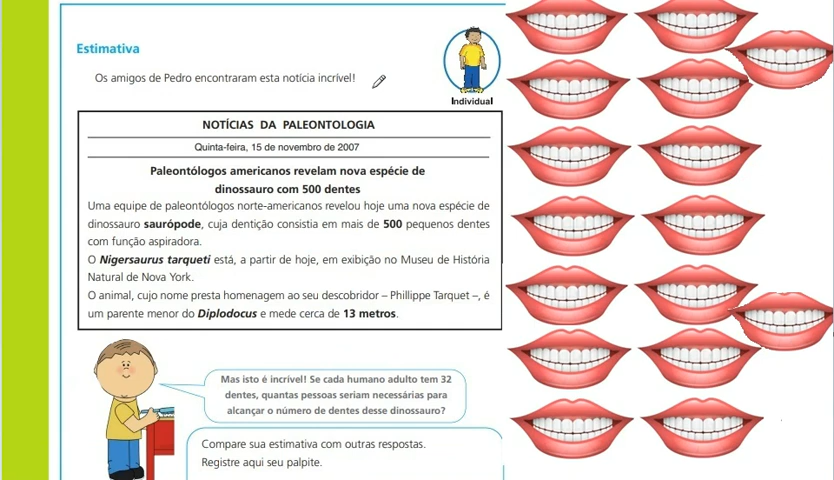 Estimativa
Os amigos de Pedro encontraram esta notícia incrível!
Individual
NOTÍCIAS DA PALEONTOLOGIA
Quinta-feira, 15 de novembro de 2007
Paleontólogos americanos revelam nova espécie de
dinossauro com 500 dentes
Uma equipe de paleontólogos norte-americanos revelou hoje uma nova espécie de
dinossauro saurópode, cuja dentição consistia em mais de 500 pequenos dentes
com função aspiradora.
O Nigersaurus tarqueti está, a partir de hoje, em exibição no Museu de História
Natural de Nova York.
O animal, cujo nome presta homenagem ao seu descobridor – Phillippe Tarquet –, é
um parente menor do Diplodocus e mede cerca de 13 metros.
Mas isto é incrível! Se cada humano adulto tem 32
dentes, quantas pessoas seriam necessárias para
alcançar o número de dentes desse dinossauro?
Compare sua estimativa com outras respostas.
Registre aqui seu palpite.